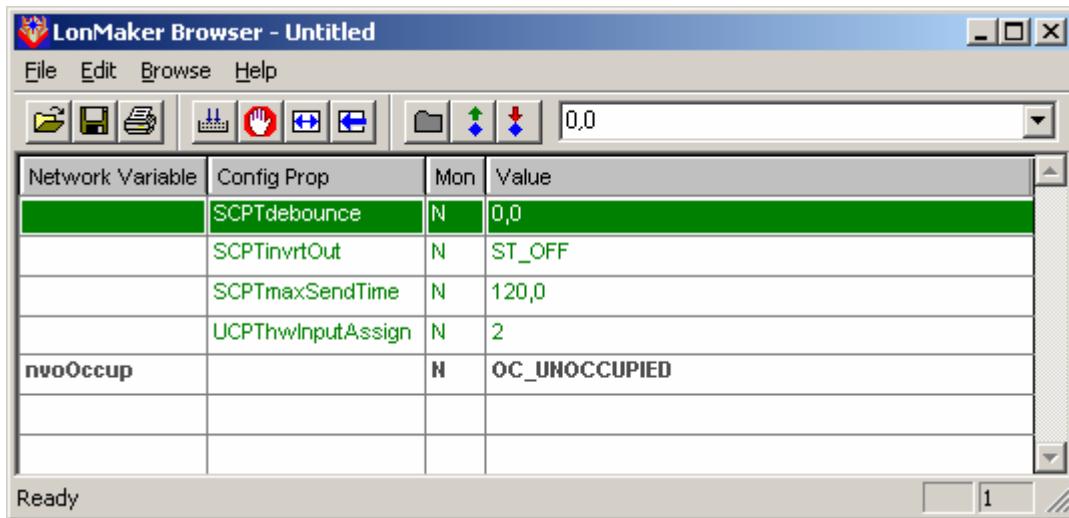 LonMaker Browser - Untitled
File Edit Browse Help
0,0
Network Variable Config Prop Mon Value
SCPTdebounce N 0,0
SCPTinvrtOut N ST_OFF
SCPTmaxSendTime N 120,0
UCPThwInputAssign N 2
nvoOccup N OC_UNOCCUPIED
Ready 1